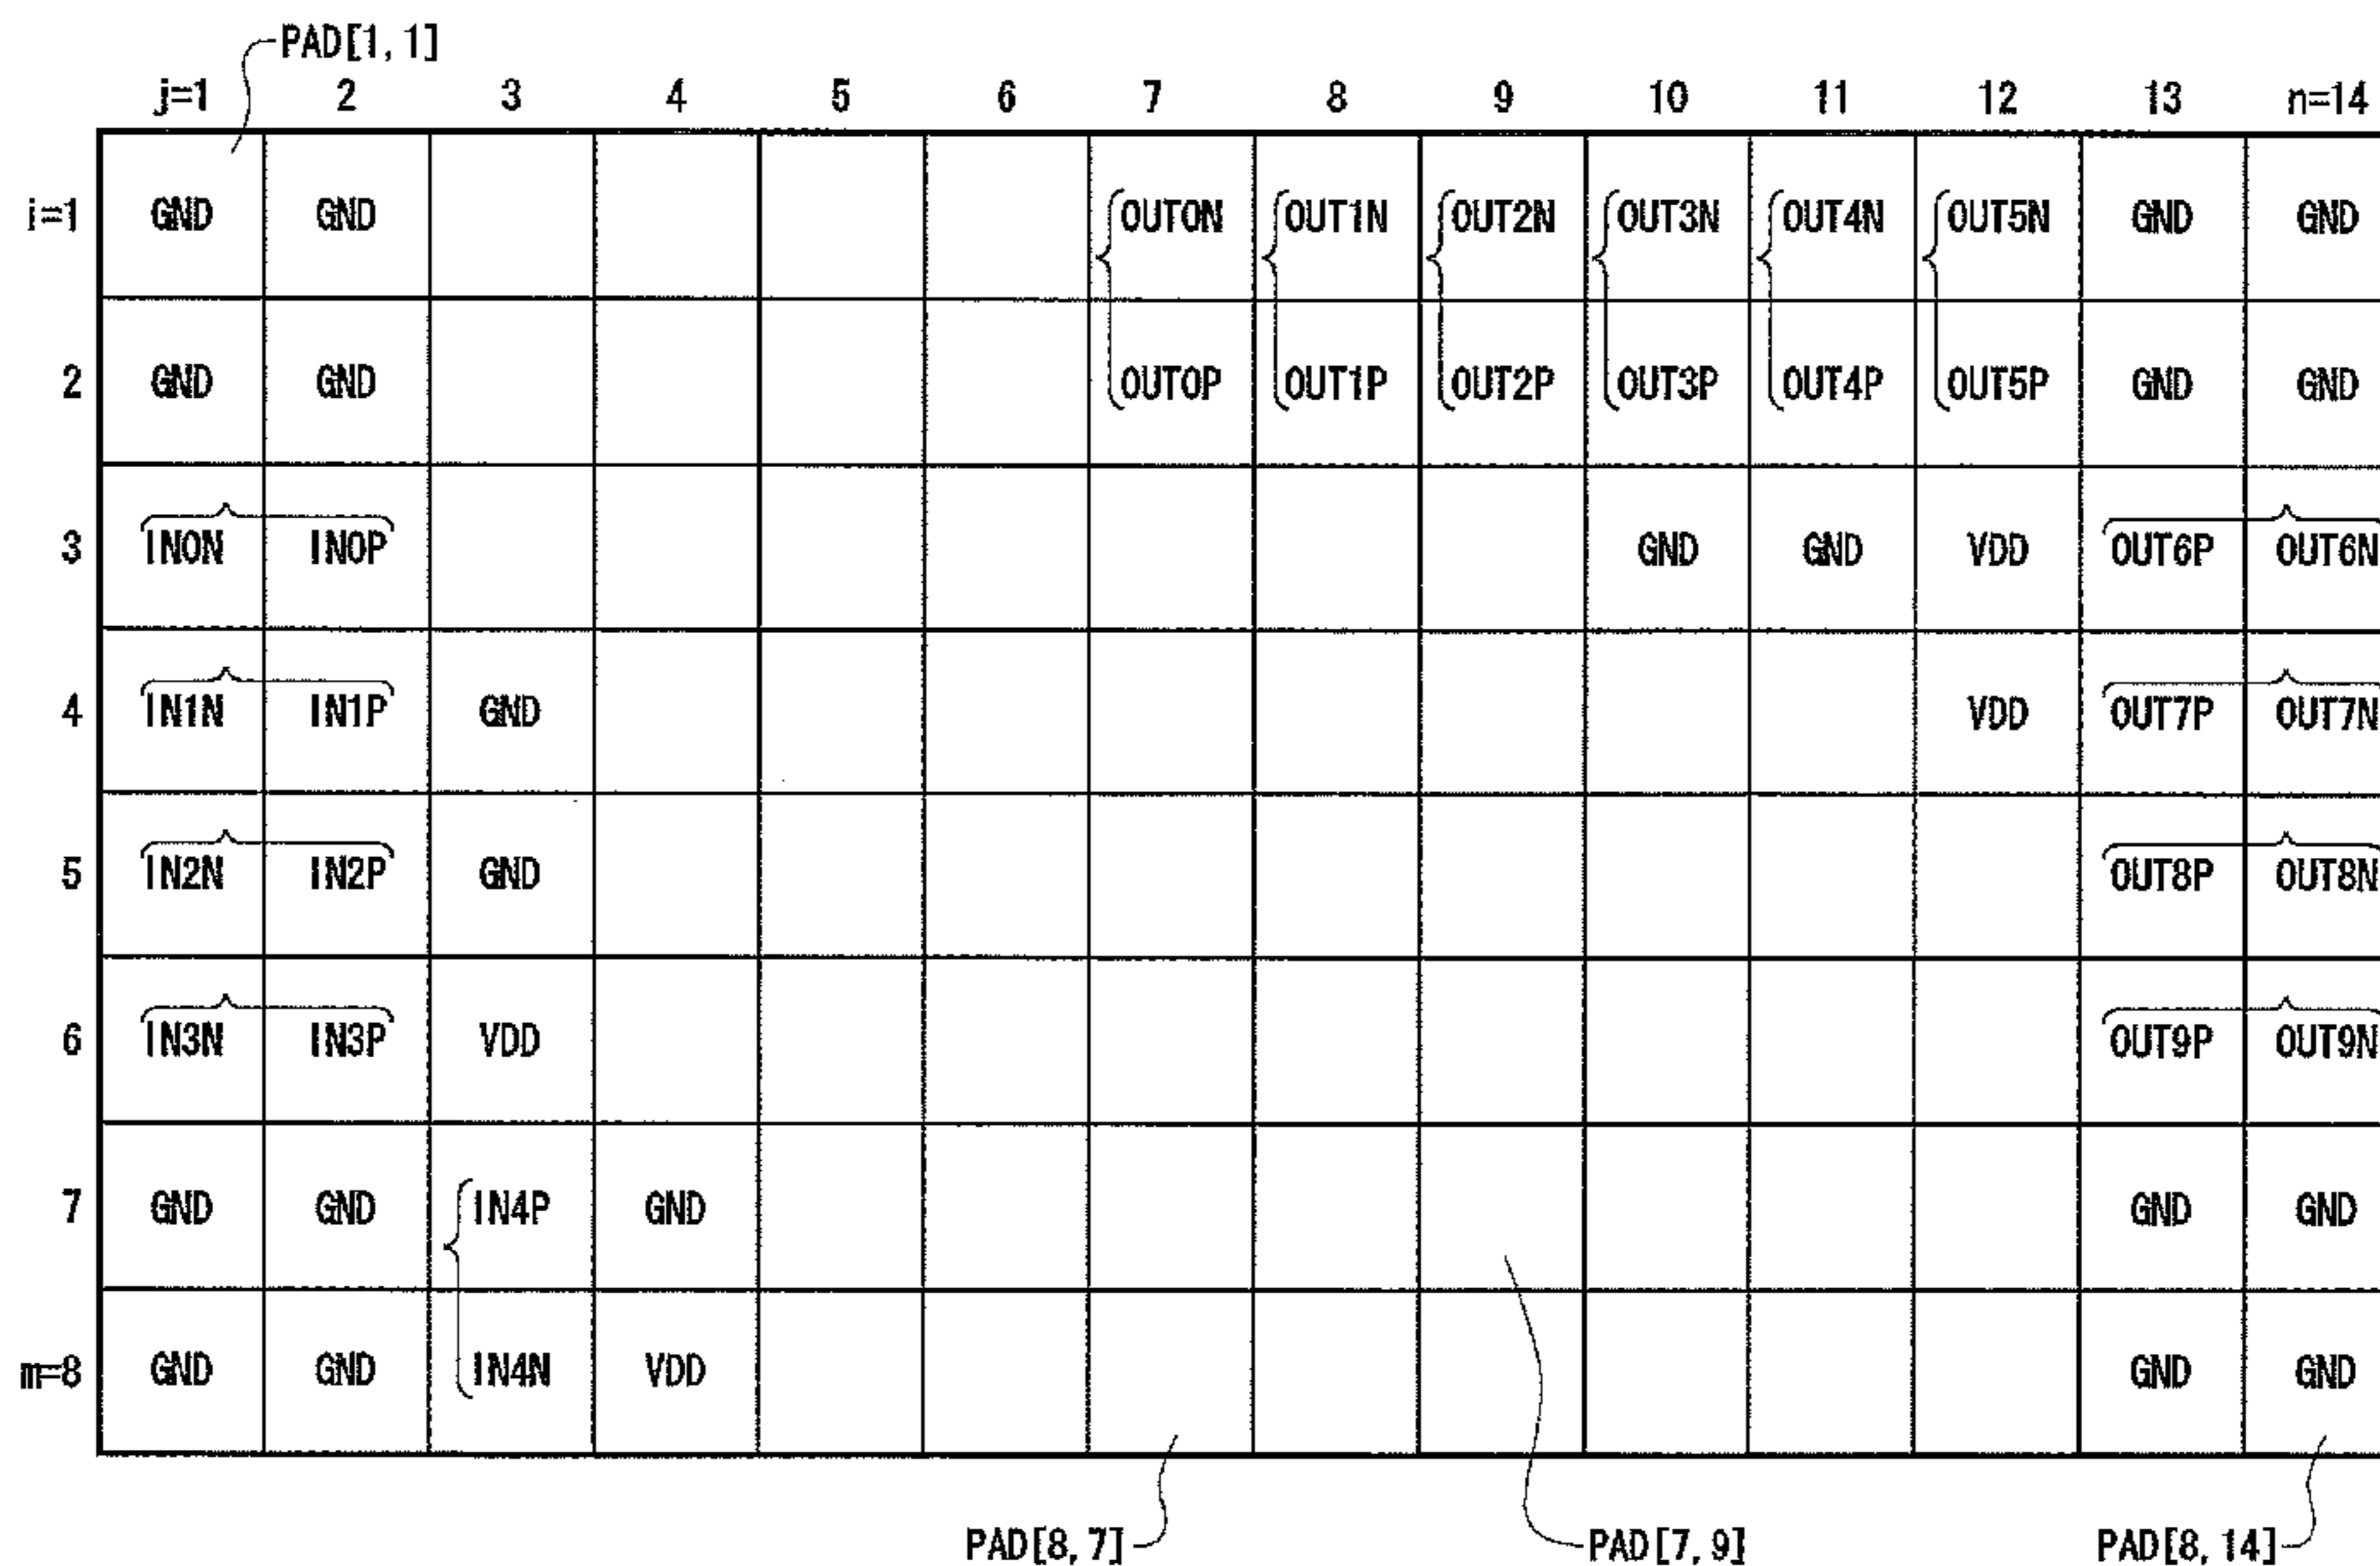 PAD[1, 1]
j=1 2 3 4 5 6 7 8 9 10 11 12 13 n=14
i=1 GND GND OUT0N OUT1N OUT2N OUT3N OUT4N OUT5N GND GND
2 GND GND OUT0P OUT1P OUT2P OUT3P OUT4P OUT5P GND GND
3 IN0N IN0P GND GND VDD OUT6P OUT6N
4 IN1N IN1P GND VDD OUT7P OUT7N
5 IN2N IN2P GND OUT8P OUT8N
6 IN3N IN3P VDD OUT9P OUT9N
7 GND GND IN4P GND GND GND
m=8 GND GND IN4N VDD GND GND
PAD[8, 7] PAD[7, 9] PAD[8, 14]